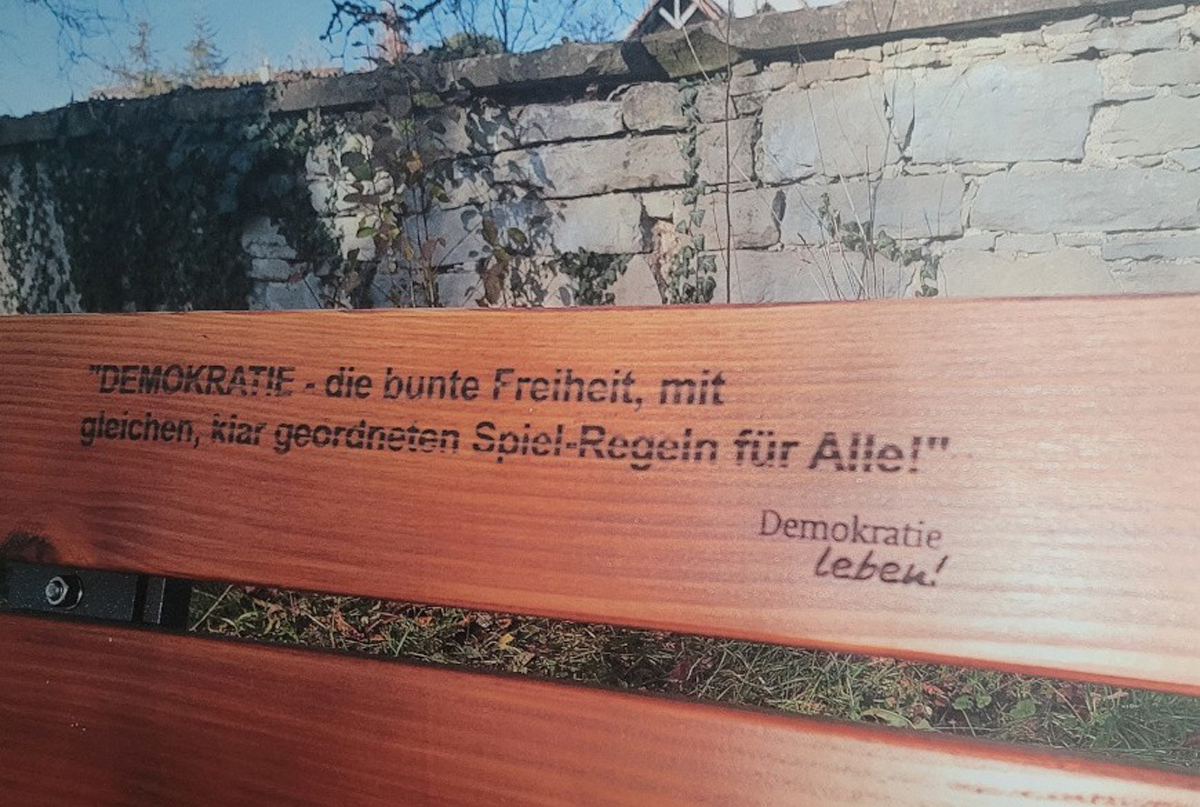 "DEMOKRATIE - die bunte Freiheit, mit
gleichen, klar geordneten Spiel-Regeln für Alle!"
Demokratie
leben!